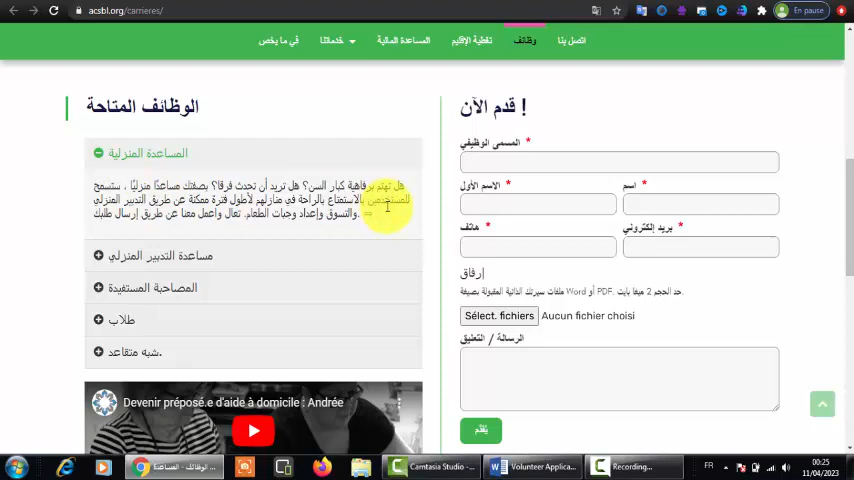 acsbl.org/carrieres/
En pause
اتصل بنا
وظائف
تغطية الإقليم
المساعدة المالية
خدماتنا
في ما يخص
الوظائف المتاحة
المساعدة المنزلية
هل تهتم برفاهية كبار السن؟ هل تريد أن تحدث فرقا؟ بصفتك مساعدًا منزليًا ، ستسمح
للمستخدمين بالاستمتاع بالراحة في منازلهم لأطول فترة ممكنة عن طريق التدبير المنزلي
والتسوق وإعداد وجبات الطعام. تعال واعمل معنا عن طريق إرسال طلبك.
مساعدة التدبير المنزلي
المصاحبة المستفيدة
طلاب
شبه متقاعد.
Devenir préposé.e d'aide à domicile : Andrée
قدم الآن !
المسمى الوظيفي *
الاسم الأول *
اسم *
هاتف *
بريد إلكتروني *
إرفاق
ملفات سيرتك الذاتية المقبولة بصيغة Word أو PDF. حد الحجم 2 ميغا بايت.
Sélect. fichiers Aucun fichier choisi
الرسالة / التعليق
يُقدِّم
الوظائف - المساعدة ...
Camtasia Studio - ...
Volunteer Applica...
Recording...
FR
00:25
11/04/2023